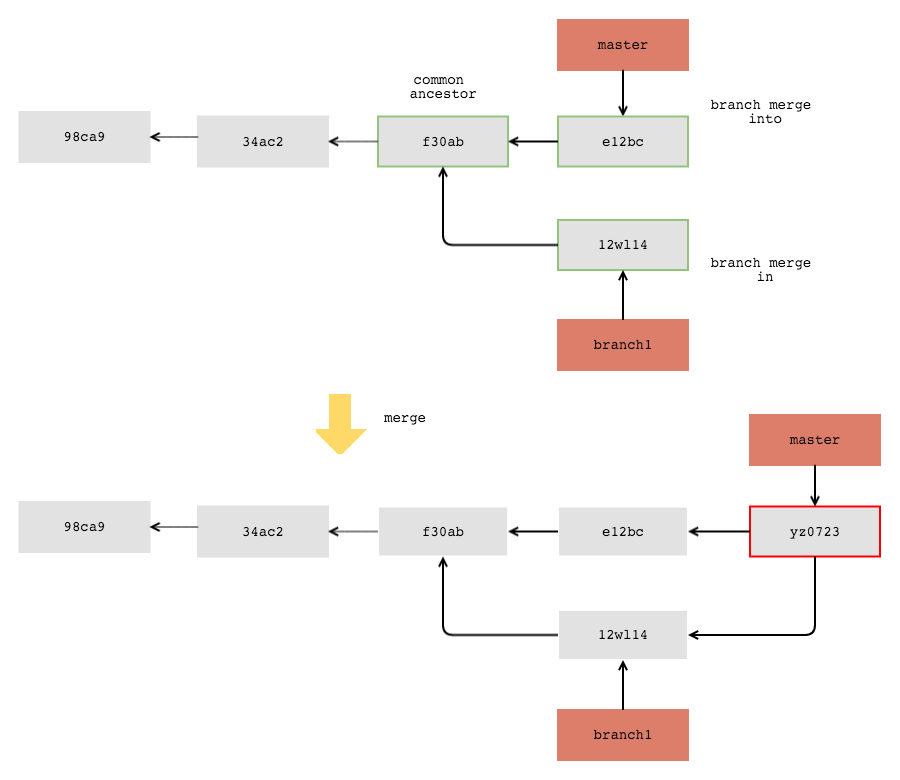 master
common
ancestor
branch merge
into
98ca9
34ac2
f30ab
e12bc
12wl14
branch merge
in
branch1
merge
master
98ca9
34ac2
f30ab
e12bc
yz0723
12wl14
branch1